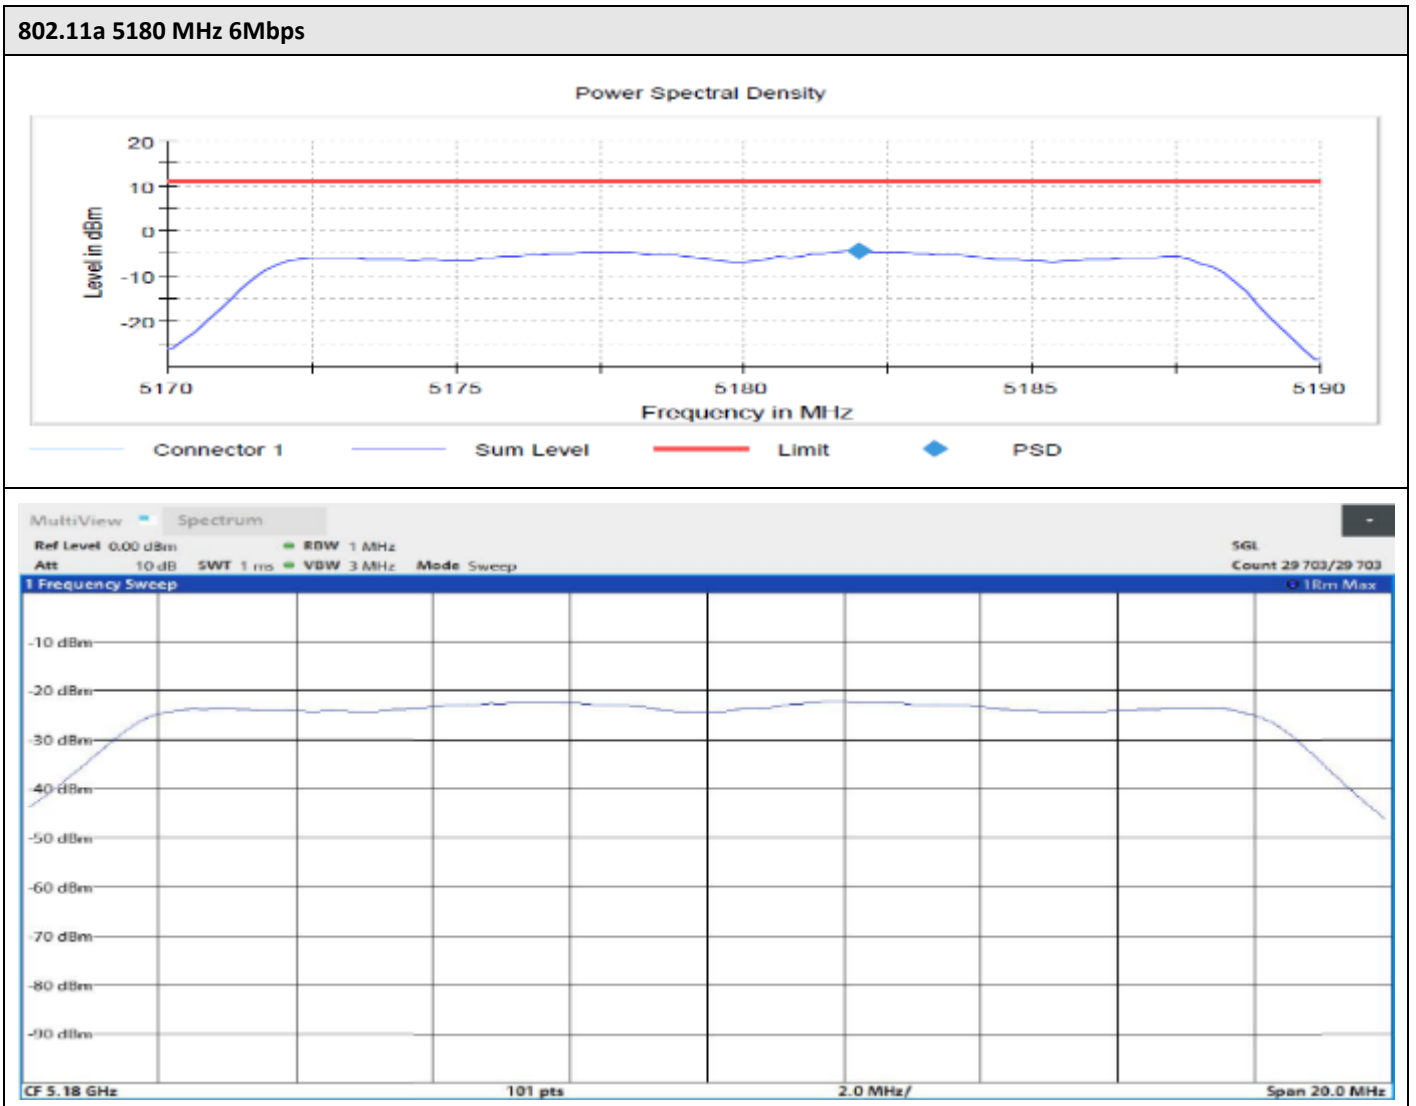 802.11a 5180 MHz 6Mbps
Power Spectral Density
20
10
0
-10
-20
Level in dBm
5170 5175 5180 5185 5190
Frequency in MHz
Connector 1 Sum Level Limit PSD
MultiView Spectrum
Ref Level 0.00 dBm RBW 1 MHz SGL
Att 10 dB SWT 1 ms VBW 3 MHz Mode Sweep Count 29 703/29 703
1 Frequency Sweep 1Rm Max
-10 dBm
-20 dBm
-30 dBm
-40 dBm
-50 dBm
-60 dBm
-70 dBm
-80 dBm
-90 dBm
CF 5.18 GHz 101 pts 2.0 MHz/ Span 20.0 MHz